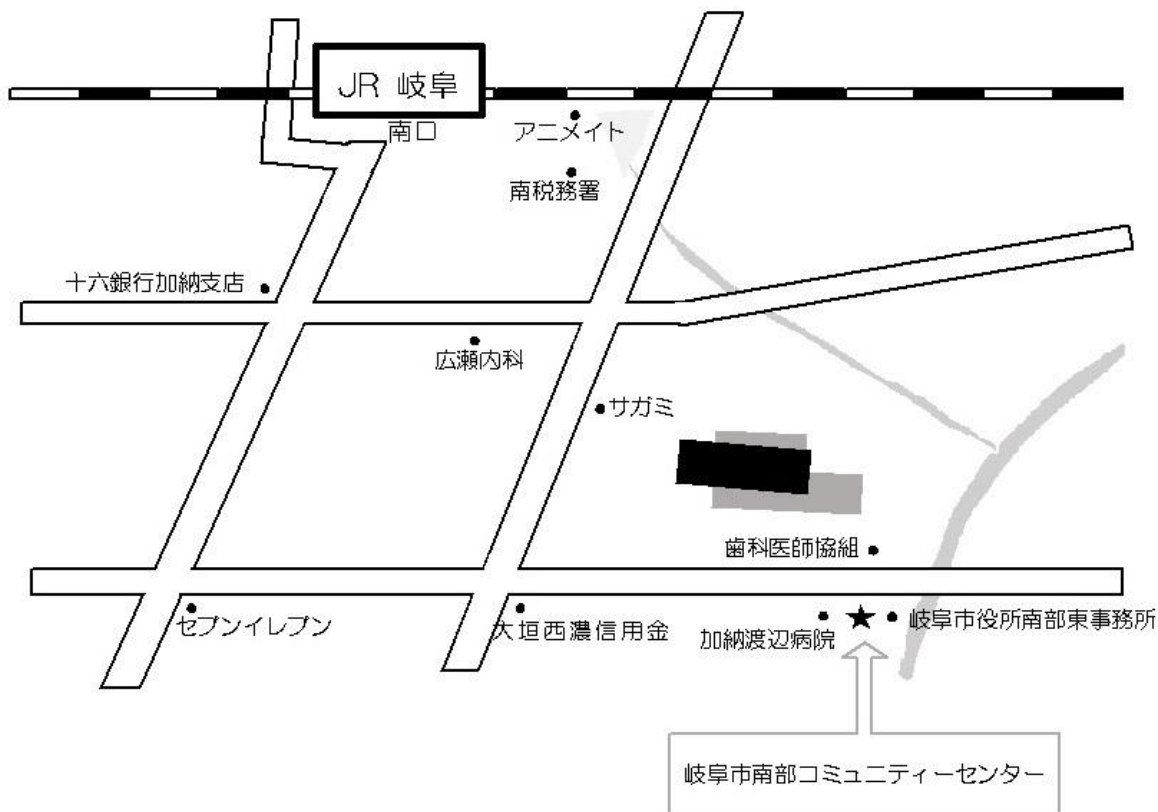 JR 岐阜
南口
アニメイト
南税務署
十六銀行加納支店
広瀬内科
サガミ
歯科医師協組
セブンイレブン
大垣西濃信用金
加納渡辺病院
岐阜市役所南部東事務所
岐阜市南部コミュニティーセンター